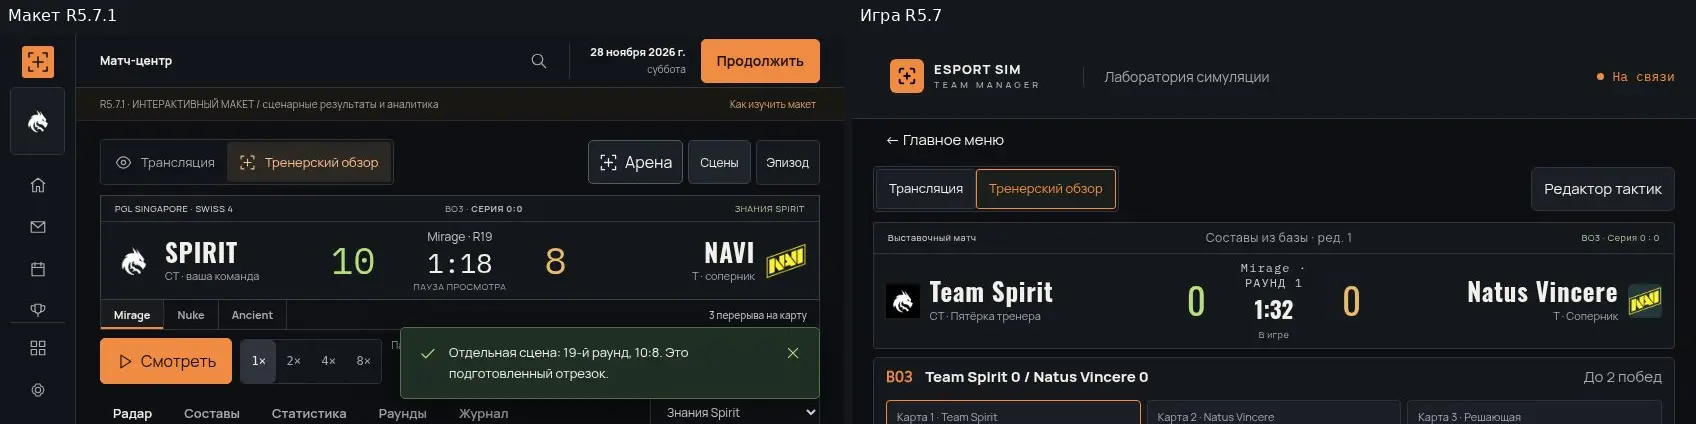 Макет R5.7.1
Матч-центр
28 ноября 2026 г.
суббота
Продолжить
R5.7.1 · ИНТЕРАКТИВНЫЙ МАКЕТ / сценарные результаты и аналитика
Как изучить макет
Трансляция
Тренерский обзор
Арена
Сцены
Эпизод
PGL SINGAPORE · SWISS 4
BO3 · СЕРИЯ 0:0
ЗНАНИЯ SPIRIT
SPIRIT
CT · ваша команда
10
Mirage · R19
1:18
ПАУЗА ПРОСМОТРА
8
NAVI
T · соперник
NAVI
Mirage
Nuke
Ancient
3 перерыва на карту
Смотреть
1×
2×
4×
8×
Отдельная сцена: 19-й раунд, 10:8. Это
подготовленный отрезок.
Радар
Составы
Статистика
Раунды
Журнал
Знания Spirit
Игра R5.7
ESPORT SIM
TEAM MANAGER
Лаборатория симуляции
На связи
← Главное меню
Трансляция
Тренерский обзор
Редактор тактик
Выставочный матч
Составы из базы · ред. 1
BO3 · Серия 0 : 0
Team Spirit
CT · Пятёрка тренера
0
Mirage ·
РАУНД 1
1:32
В игре
0
Natus Vincere
T · Соперник
NAVI
BO3
Team Spirit 0 / Natus Vincere 0
До 2 побед
Карта 1 · Team Spirit
Карта 2 · Natus Vincere
Карта 3 · Решающая